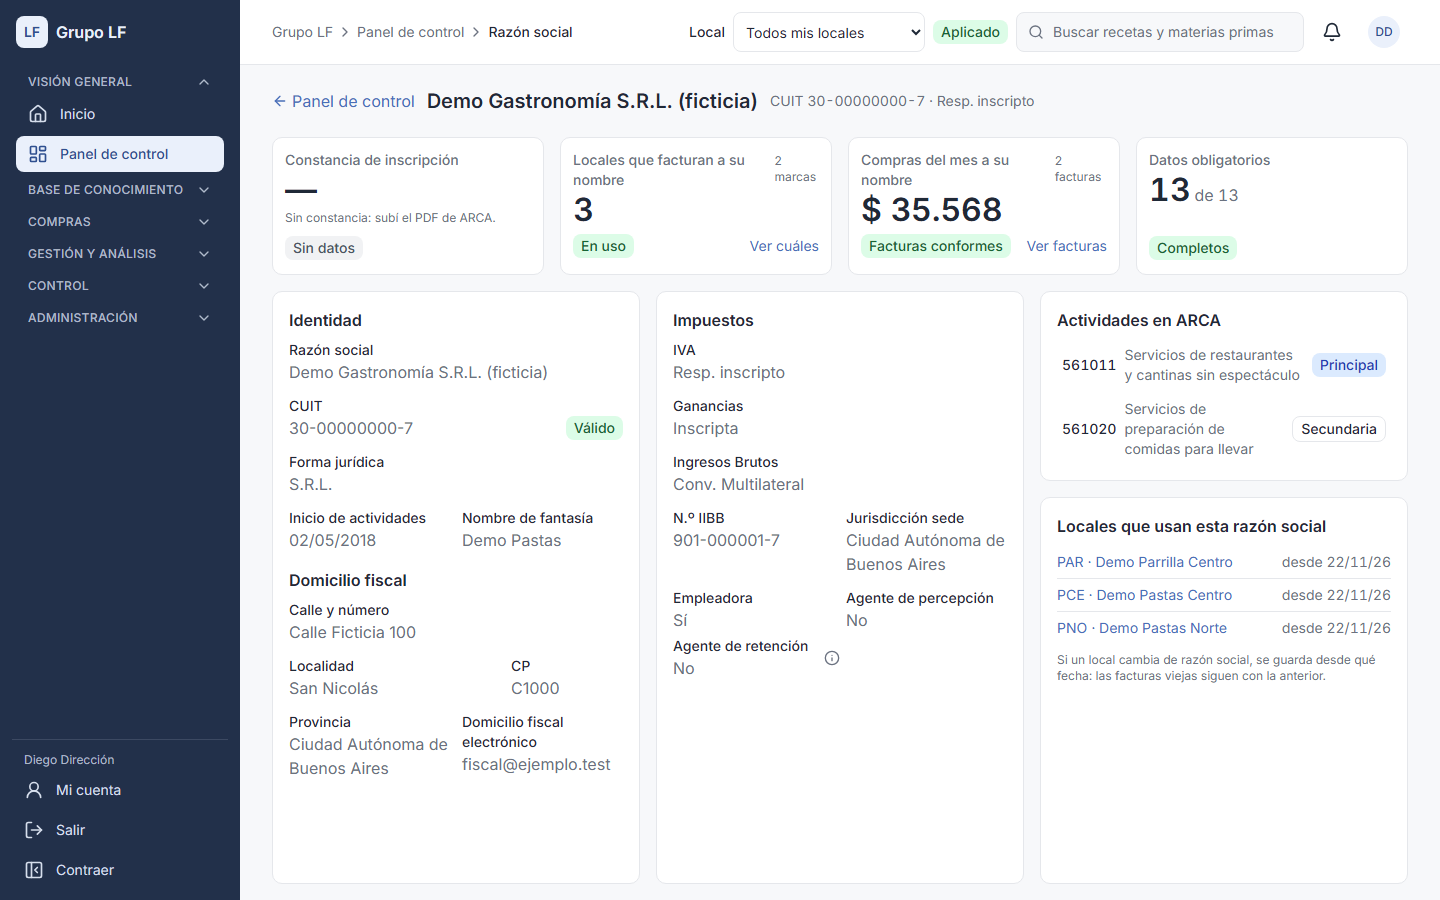 LF Grupo LF
VISIÓN GENERAL
Inicio
Panel de control
BASE DE CONOCIMIENTO
COMPRAS
GESTIÓN Y ANÁLISIS
CONTROL
ADMINISTRACIÓN
Diego Dirección
Mi cuenta
Salir
Contraer
Grupo LF > Panel de control > Razón social
Local Todos mis locales Aplicado Buscar recetas y materias primas DD
← Panel de control Demo Gastronomía S.R.L. (ficticia) CUIT 30-00000000-7 · Resp. inscripto
Constancia de inscripción
—
Sin constancia: subí el PDF de ARCA.
Sin datos
Locales que facturan a su nombre
2 marcas
3
En uso Ver cuáles
Compras del mes a su nombre
2 facturas
$ 35.568
Facturas conformes Ver facturas
Datos obligatorios
13 de 13
Completos
Identidad
Razón social
Demo Gastronomía S.R.L. (ficticia)
CUIT
30-00000000-7 Válido
Forma jurídica
S.R.L.
Inicio de actividades
02/05/2018
Nombre de fantasía
Demo Pastas
Domicilio fiscal
Calle y número
Calle Ficticia 100
Localidad
San Nicolás
CP
C1000
Provincia
Ciudad Autónoma de
Buenos Aires
Domicilio fiscal
electrónico
fiscal@ejemplo.test
Impuestos
IVA
Resp. inscripto
Ganancias
Inscripta
Ingresos Brutos
Conv. Multilateral
N.º IIBB
901-000001-7
Jurisdicción sede
Ciudad Autónoma de
Buenos Aires
Empleadora
Sí
Agente de percepción
No
Agente de retención
No
Actividades en ARCA
561011 Servicios de restaurantes
y cantinas sin espectáculo
Principal
561020 Servicios de
preparación de
comidas para llevar
Secundaria
Locales que usan esta razón social
PAR · Demo Parrilla Centro desde 22/11/26
PCE · Demo Pastas Centro desde 22/11/26
PNO · Demo Pastas Norte desde 22/11/26
Si un local cambia de razón social, se guarda desde qué
fecha: las facturas viejas siguen con la anterior.